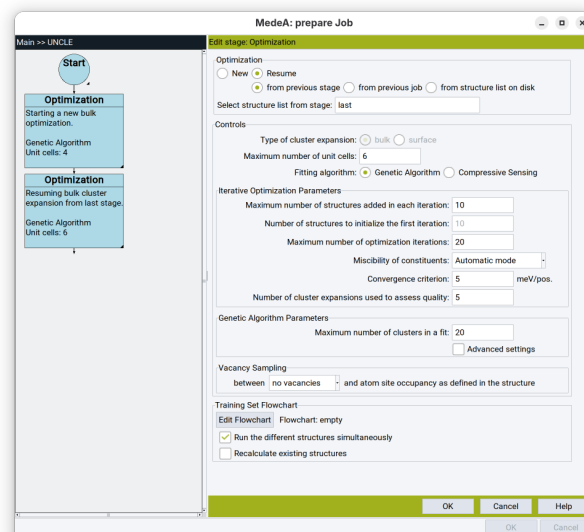 MedeA: prepare Job
Main >> UNCLE
Start
Optimization
Starting a new bulk
optimization.
Genetic Algorithm
Unit cells: 4
Optimization
Resuming bulk cluster
expansion from last stage.
Genetic Algorithm
Unit cells: 6
Edit stage: Optimization
Optimization
New Resume
from previous stage from previous job from structure list on disk
Select structure list from stage: last
Controls
Type of cluster expansion: bulk surface
Maximum number of unit cells: 6
Fitting algorithm: Genetic Algorithm Compressive Sensing
Iterative Optimization Parameters
Maximum number of structures added in each iteration: 10
Number of structures to initialize the first iteration: 10
Maximum number of optimization iterations: 20
Miscibility of constituents: Automatic mode
Convergence criterion: 5 meV/pos.
Number of cluster expansions used to assess quality: 5
Genetic Algorithm Parameters
Maximum number of clusters in a fit: 20
Advanced settings
Vacancy Sampling
between no vacancies and atom site occupancy as defined in the structure
Training Set Flowchart
Edit Flowchart Flowchart: empty
Run the different structures simultaneously
Recalculate existing structures
OK Cancel Help
OK Cancel